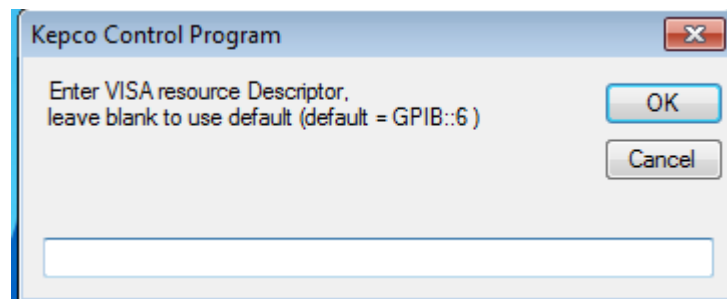 Kepco Control Program
Enter VISA resource Descriptor,
leave blank to use default (default = GPIB::6 )
OK
Cancel